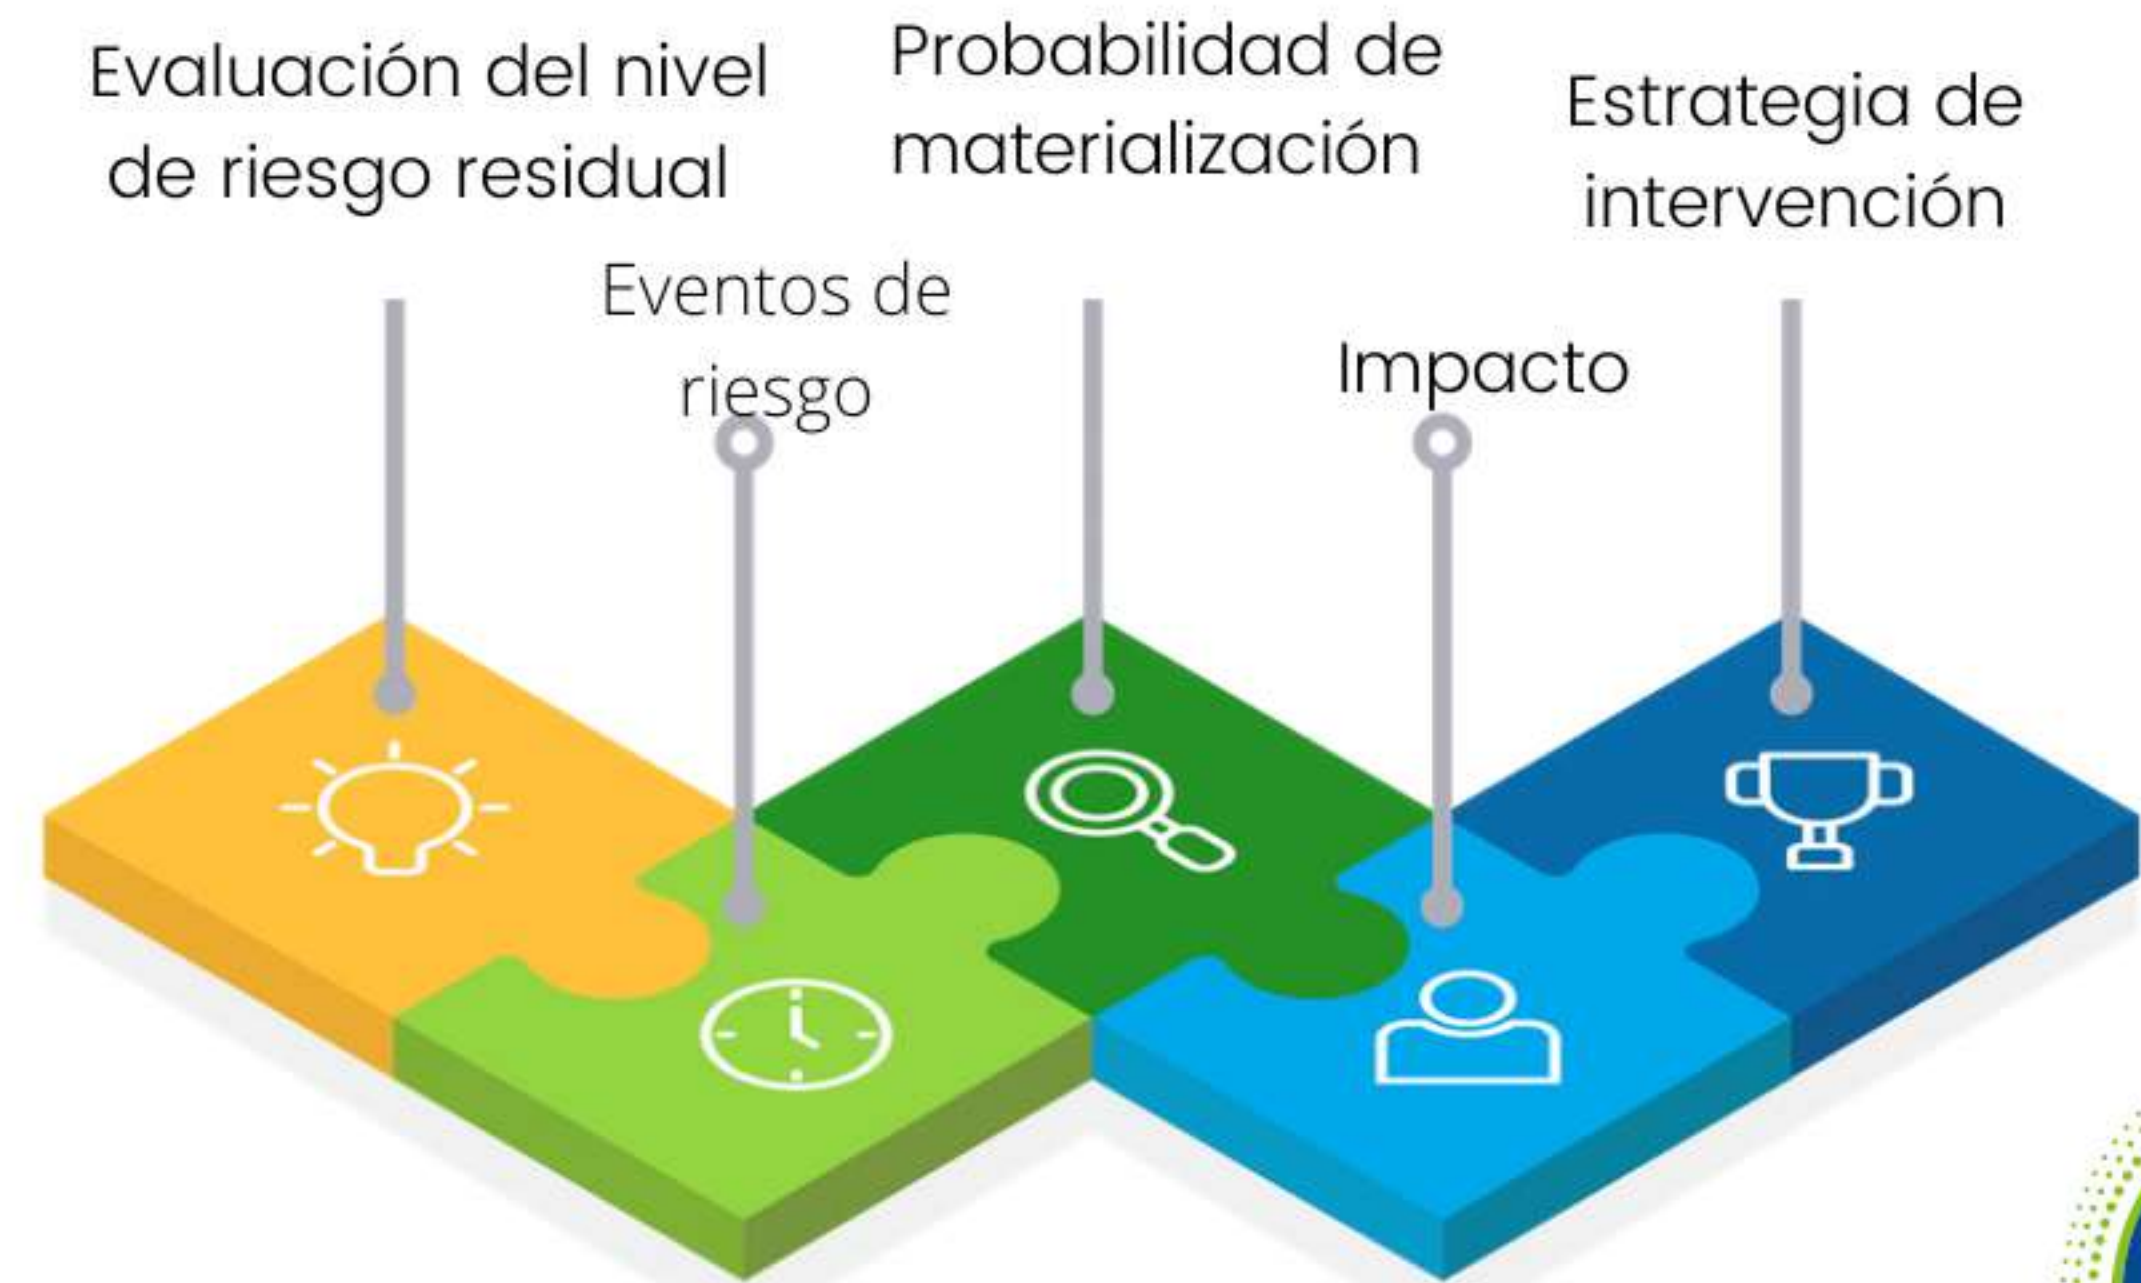 Evaluación del nivel
de riesgo residual
Eventos de
riesgo
Probabilidad de
materialización
Impacto
Estrategia de
intervención